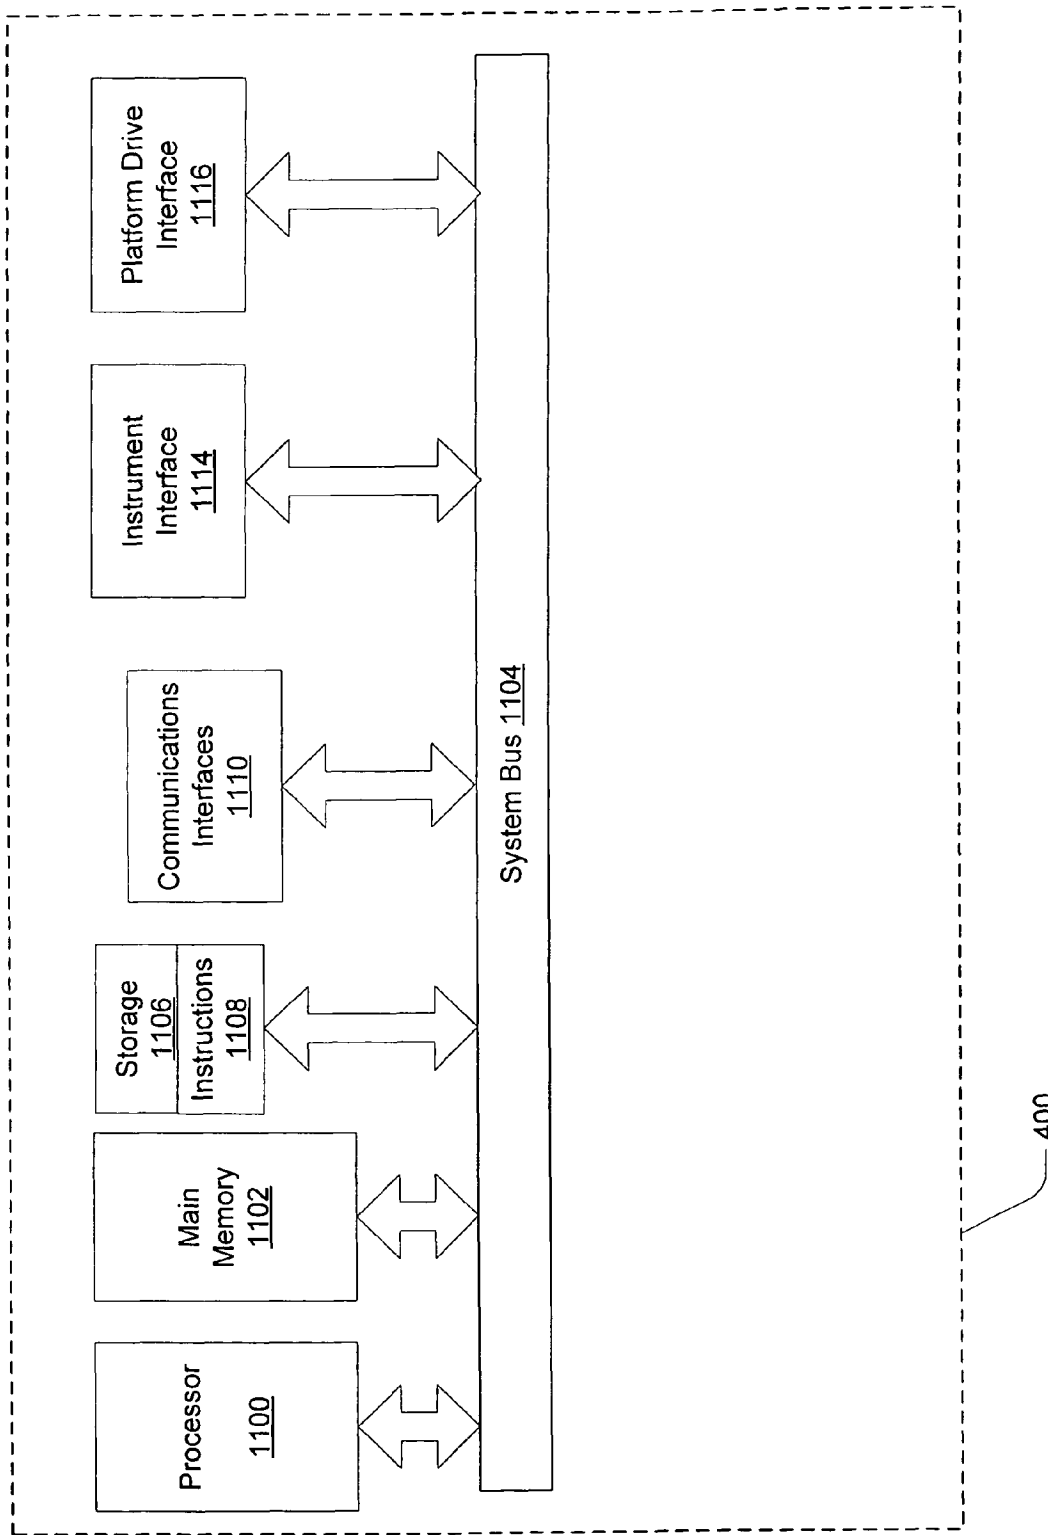 Processor
1100
Main
Memory
1102
Storage
1106
Instructions
1108
Communications
Interfaces
1110
Instrument
Interface
1114
Platform Drive
Interface
1116
System Bus 1104
400